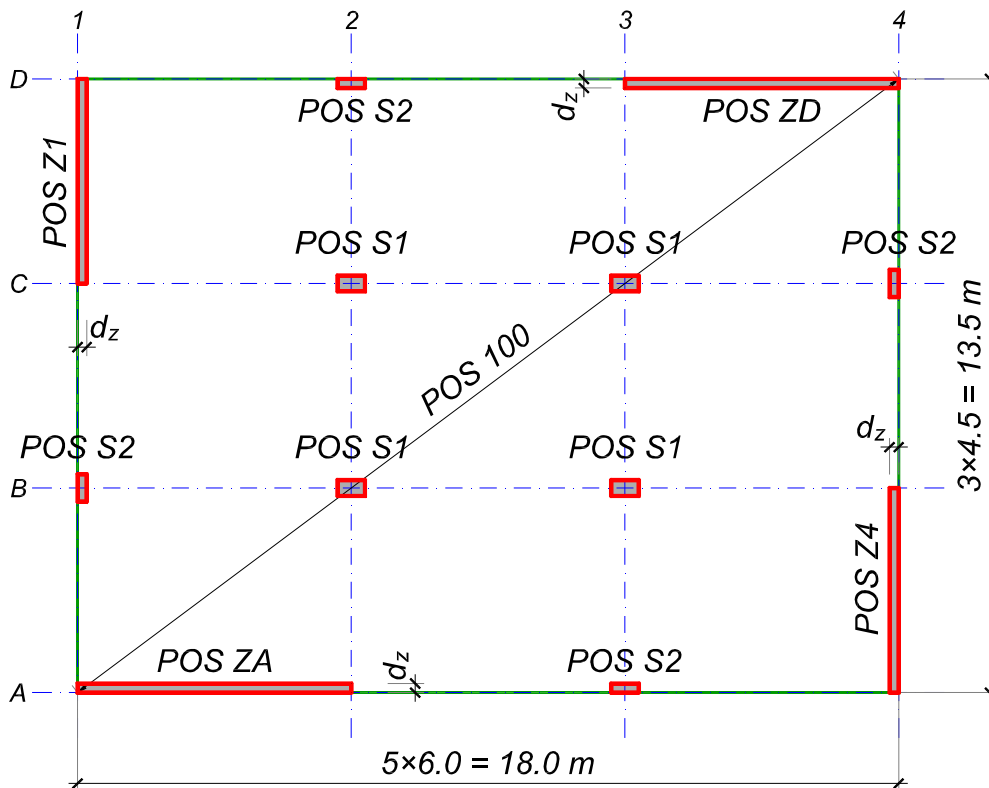 1 2 3 4
D
POS S2
d_z
POS ZD
POS Z1
POS S1 POS S1 POS S2
C
d_z
POS 100
3×4.5 = 13.5 m
d_z
POS S2 POS S1 POS S1
B
POS Z4
POS ZA
d_z
POS S2
A
5×6.0 = 18.0 m